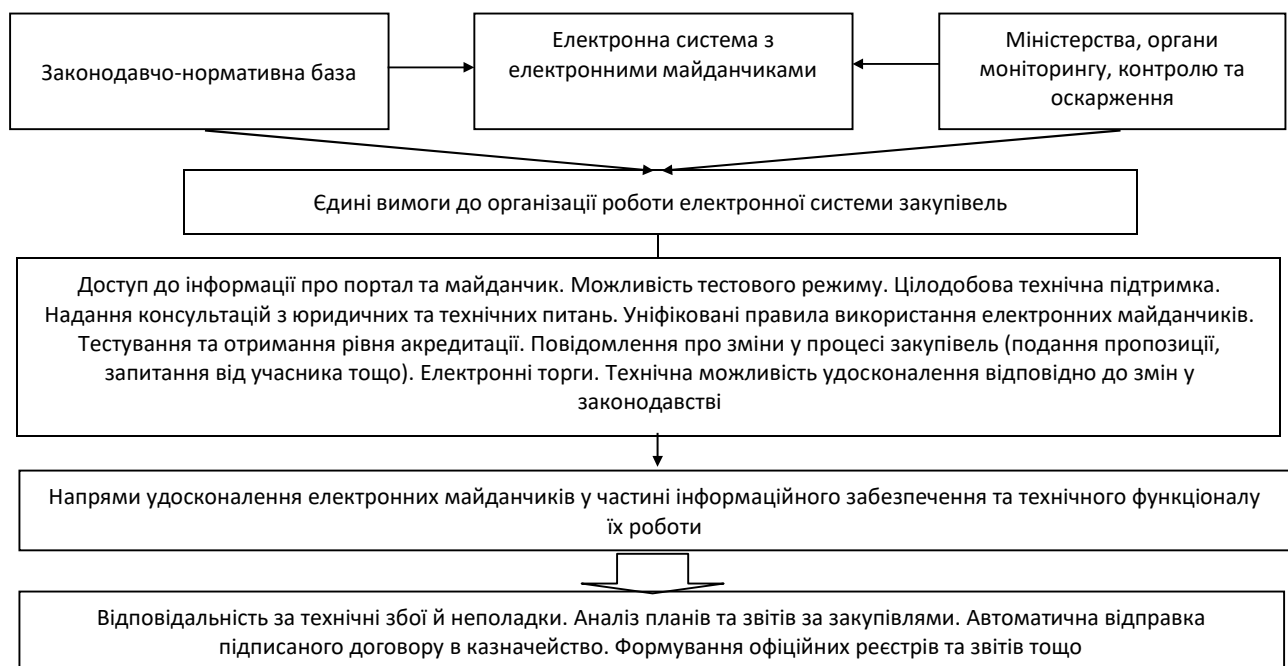 Законодавчо-нормативна база
Електронна система з
електронними майданчиками
Міністерства, органи
моніторингу, контролю та
оскарження
Єдині вимоги до організації роботи електронної системи закупівель
Доступ до інформації про портал та майданчик. Можливість тестового режиму. Цілодобова технічна підтримка.
Надання консультацій з юридичних та технічних питань. Уніфіковані правила використання електронних майданчиків.
Тестування та отримання рівня акредитації. Повідомлення про зміни у процесі закупівель (подання пропозиції,
запитання від учасника тощо). Електронні торги. Технічна можливість удосконалення відповідно до змін у
законодавстві
Напрями удосконалення електронних майданчиків у частині інформаційного забезпечення та технічного функціоналу
їх роботи
Відповідальність за технічні збої й неполадки. Аналіз планів та звітів за закупівлями. Автоматична відправка
підписаного договору в казначейство. Формування офіційних реєстрів та звітів тощо